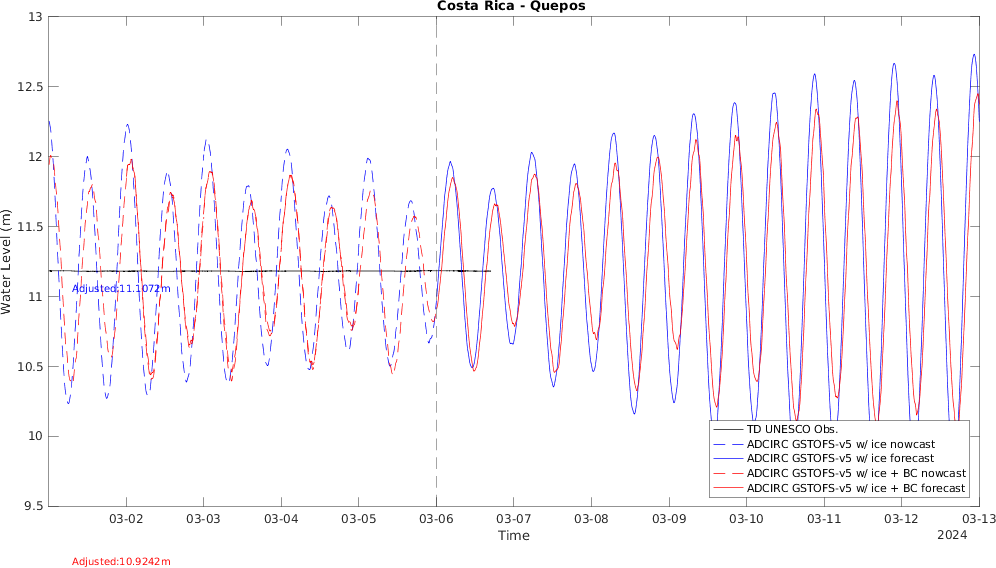 Costa Rica - Quepos
13
12.5
12
11.5
11
10.5
10
9.5
Water Level (m)
Adjusted:11.1072m
TD UNESCO Obs.
ADCIRC GSTOFS-v5 w/ ice nowcast
ADCIRC GSTOFS-v5 w/ ice forecast
ADCIRC GSTOFS-v5 w/ ice + BC nowcast
ADCIRC GSTOFS-v5 w/ ice + BC forecast
03-02 03-03 03-04 03-05 03-06 03-07 03-08 03-09 03-10 03-11 03-12 03-13
Time
2024
Adjusted:10.9242m